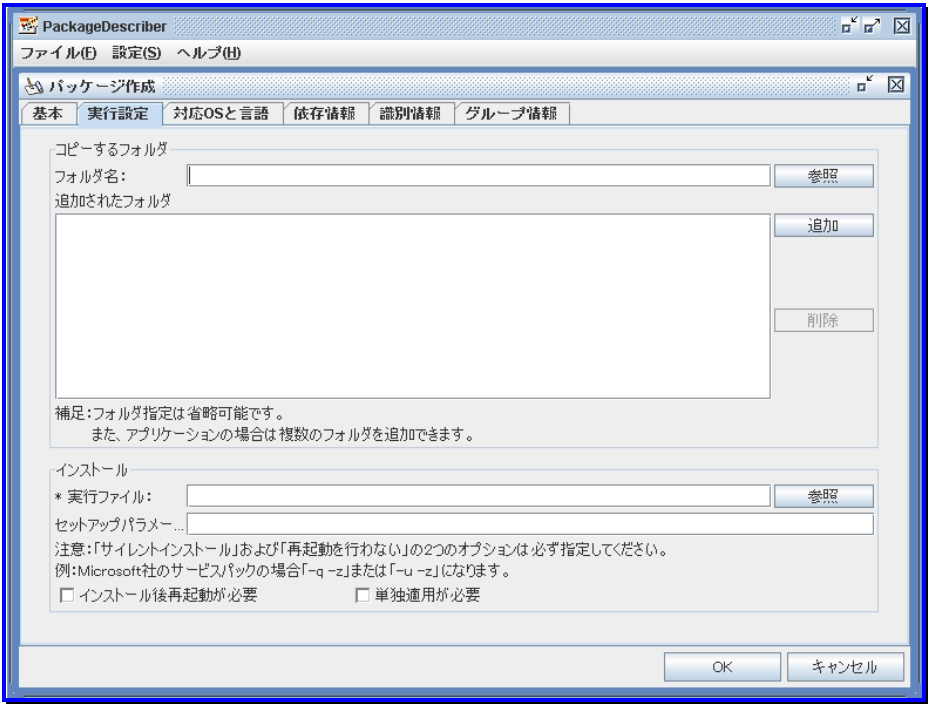 PackageDescriber
ファイル(F) 設定(S) ヘルプ(H)
パッケージ作成
基本 実行設定 対応OSと言語 依存情報 識別情報 グループ情報
コピーするフォルダ
フォルダ名: 参照
追加されたフォルダ
追加
削除
補足:フォルダ指定は省略可能です。
また、アプリケーションの場合は複数のフォルダを追加できます。
インストール
* 実行ファイル: 参照
セットアップパラメー...
注意:「サイレントインストール」および「再起動を行わない」の2つのオプションは必ず指定してください。
例:Microsoft社のサービスパックの場合「-q -z」または「-u -z」になります。
インストール後再起動が必要 単独適用が必要
OK キャンセル